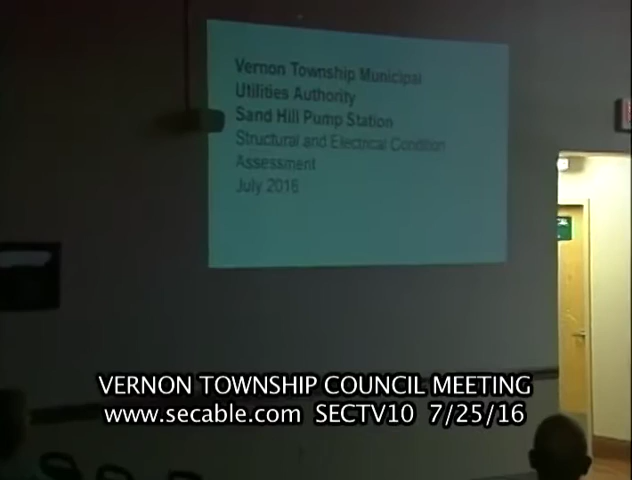 Vernon Township Municipal
Utilities Authority
Sand Hill Pump Station
Structural and Electrical Condition
Assessment
July 2016
VERNON TOWNSHIP COUNCIL MEETING
www.secable.com SECTV10 7/25/16